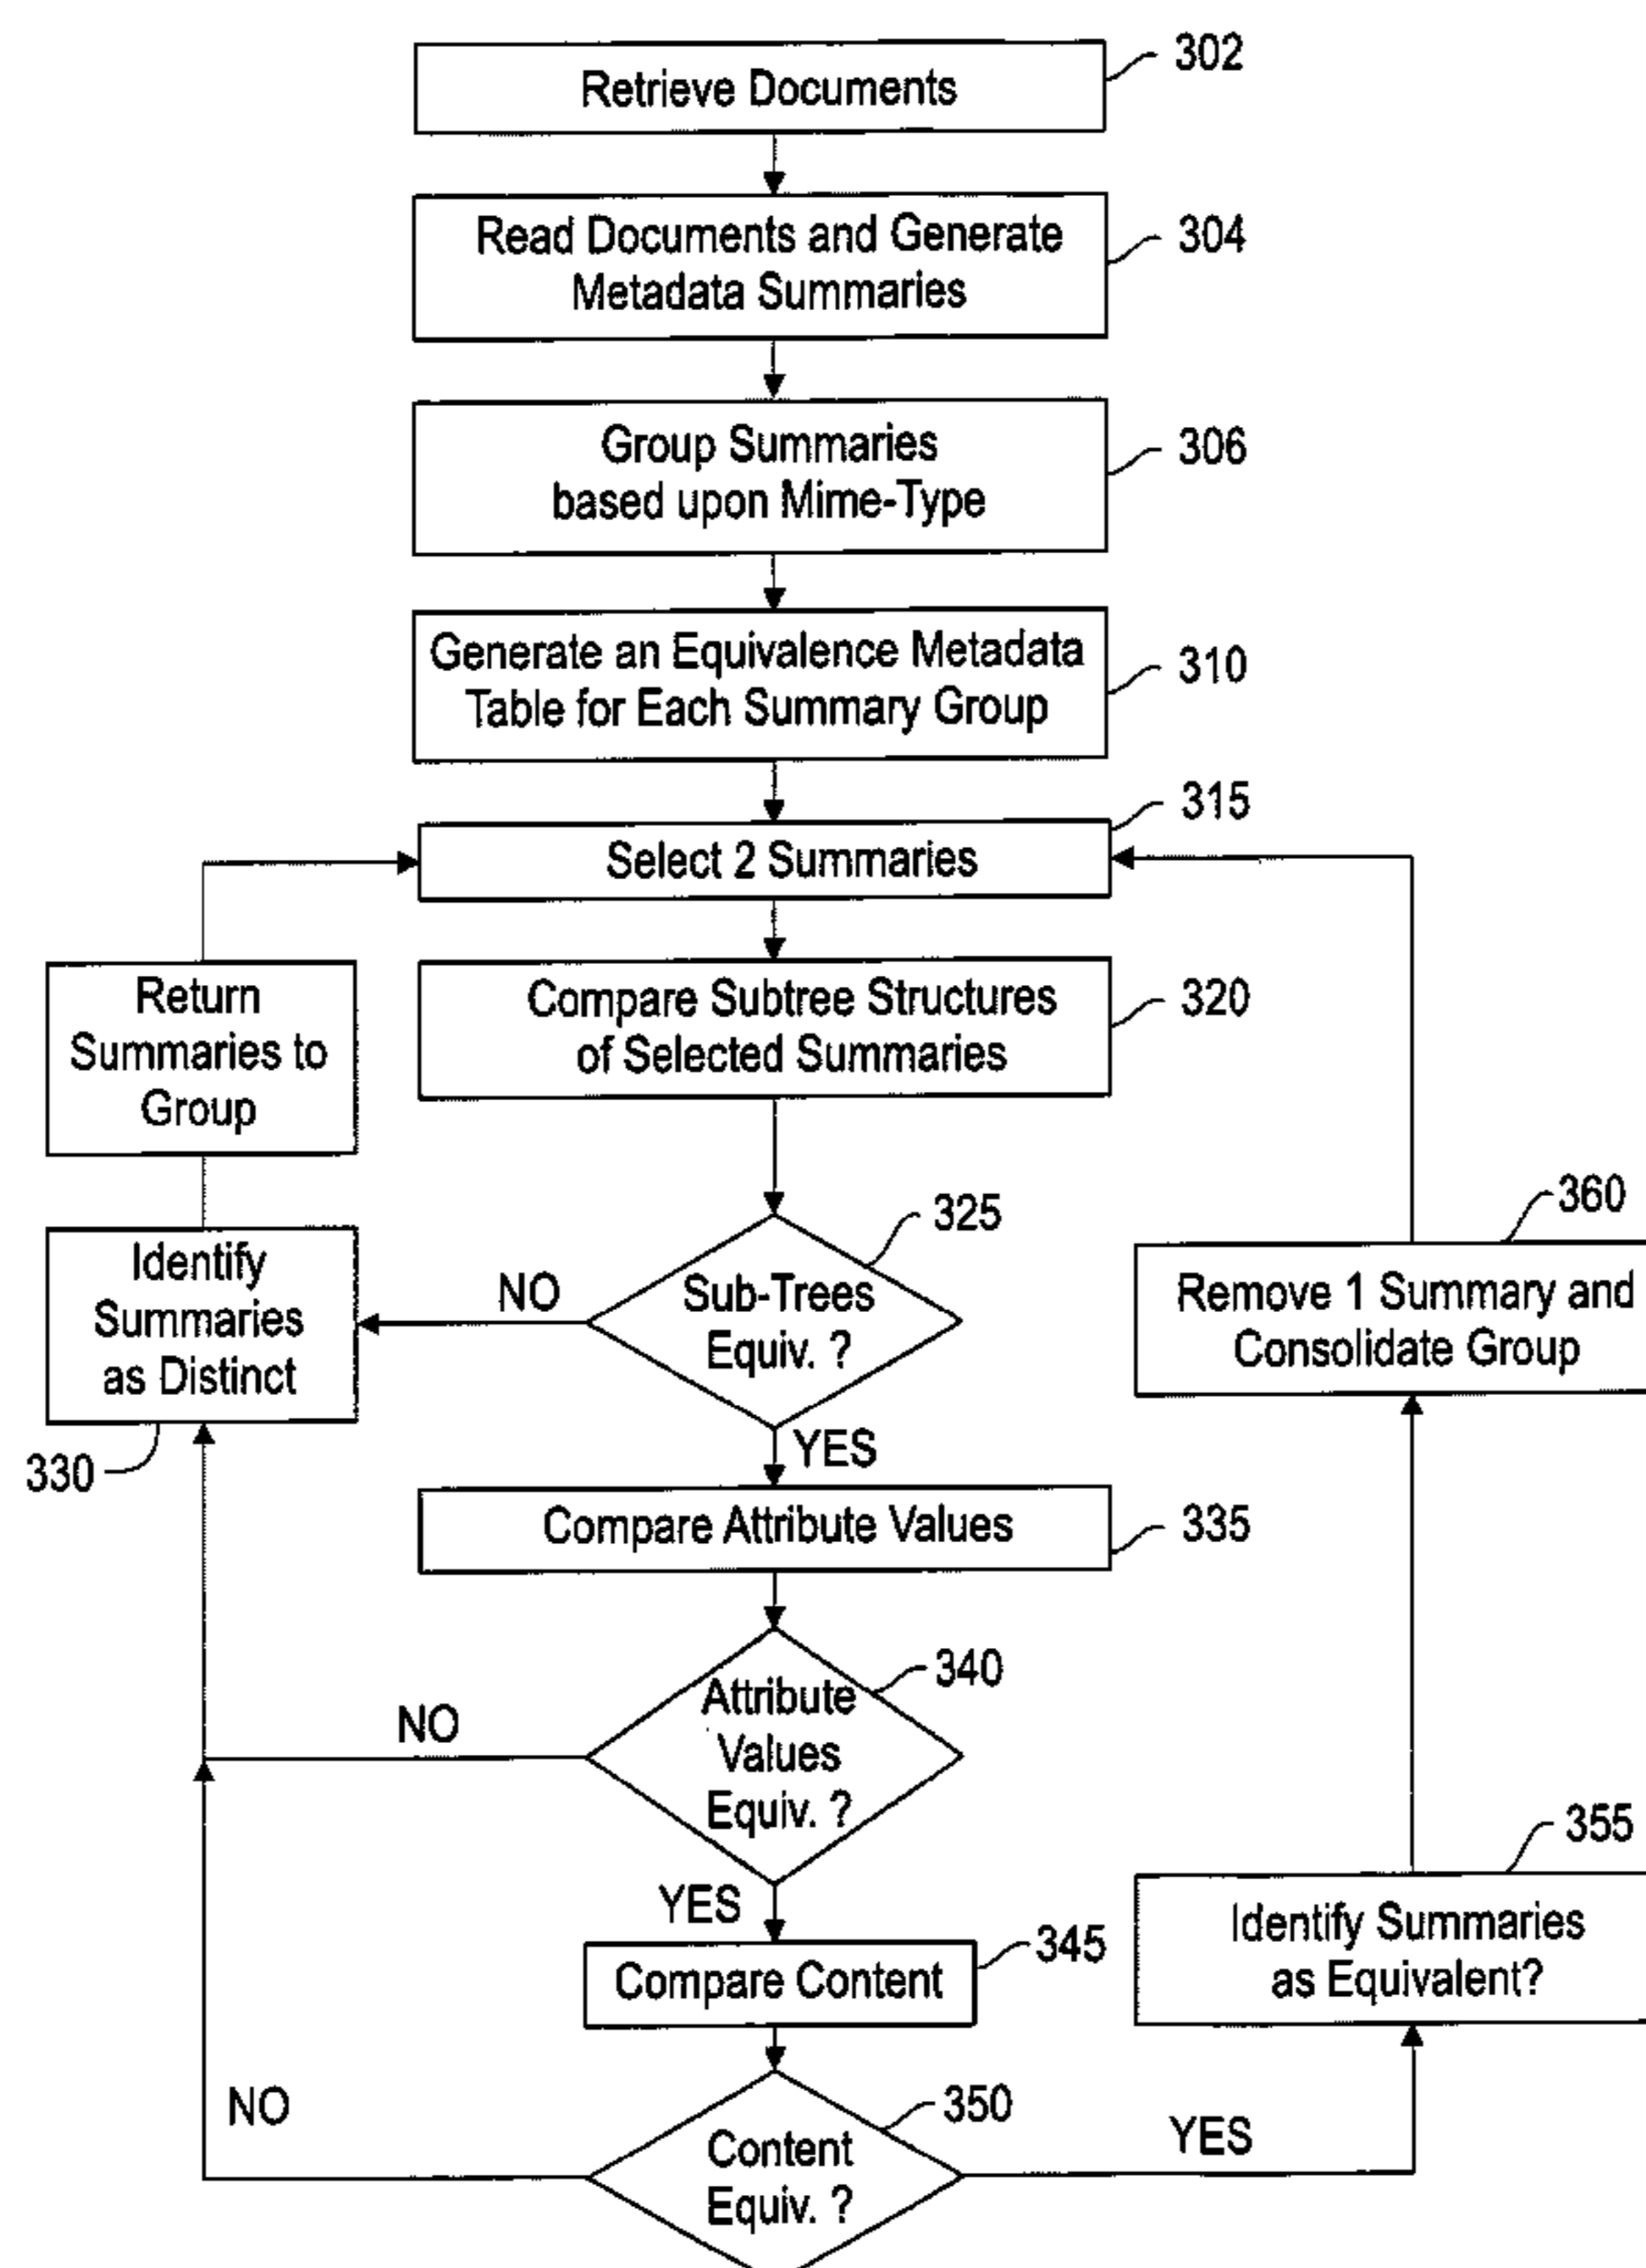 302
Retrieve Documents
304
Read Documents and Generate
Metadata Summaries
306
Group Summaries
based upon Mime-Type
310
Generate an Equivalence Metadata
Table for Each Summary Group
315
Select 2 Summaries
320
Compare Subtree Structures
of Selected Summaries
Return
Summaries to
Group
325
Sub-Trees
Equiv. ?
NO
Identify
Summaries
as Distinct
330
360
Remove 1 Summary and
Consolidate Group
YES
Compare Attribute Values
335
340
Attribute
Values
Equiv. ?
NO
YES
345
Compare Content
355
Identify Summaries
as Equivalent?
350
Content
Equiv. ?
NO
YES